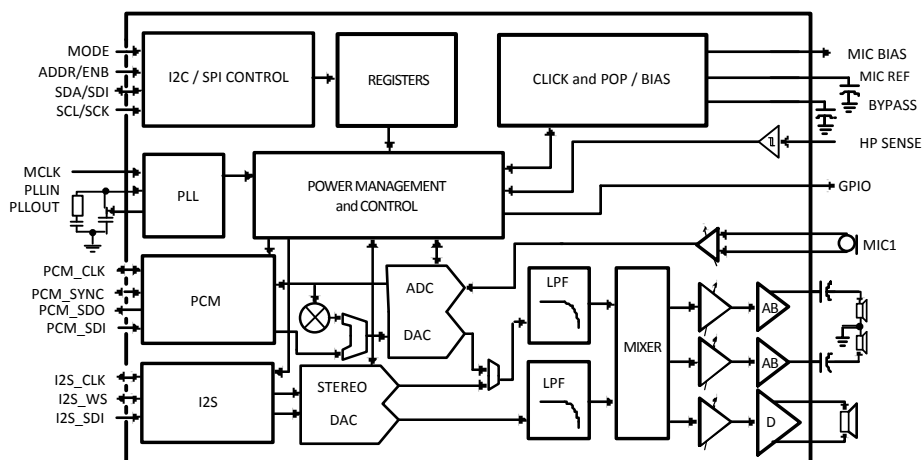 MODE
ADDR/ENB
SDA/SDI
SCL/SCK
I2C / SPI CONTROL
REGISTERS
CLICK and POP / BIAS
MIC BIAS
MIC REF
BYPASS
HP SENSE
MCLK
PLLIN
PLLOUT
PLL
POWER MANAGEMENT
and CONTROL
GPIO
MIC1
PCM_CLK
PCM_SYNC
PCM_SDO
PCM_SDI
PCM
ADC
DAC
LPF
MIXER
AB
AB
D
I2S_CLK
I2S_WS
I2S_SDI
I2S
STEREO
DAC
LPF